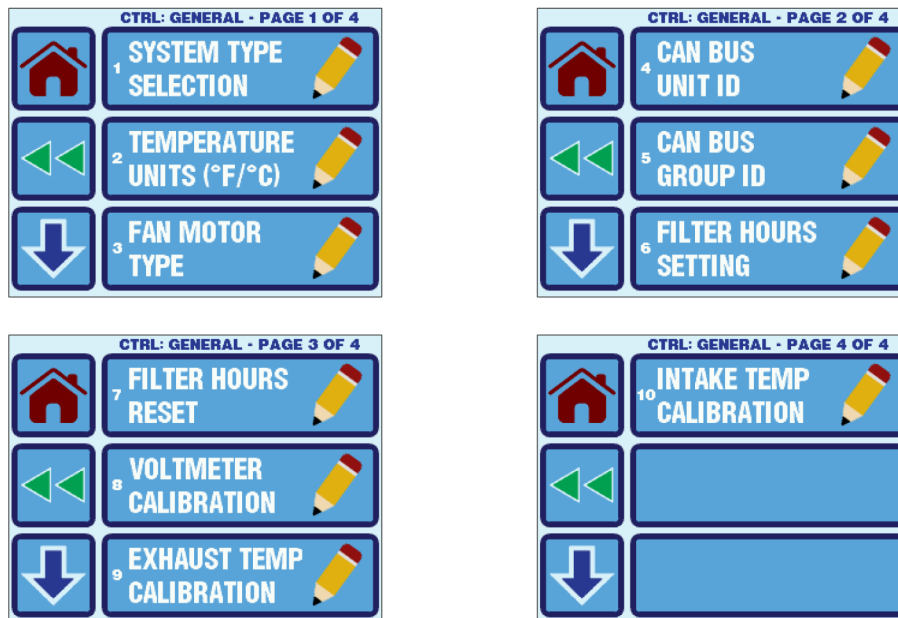 CTRL: GENERAL - PAGE 1 OF 4
1 SYSTEM TYPE
SELECTION
2 TEMPERATURE
UNITS (°F/°C)
3 FAN MOTOR
TYPE
CTRL: GENERAL - PAGE 2 OF 4
4 CAN BUS
UNIT ID
5 CAN BUS
GROUP ID
6 FILTER HOURS
SETTING
CTRL: GENERAL - PAGE 3 OF 4
7 FILTER HOURS
RESET
8 VOLTMETER
CALIBRATION
9 EXHAUST TEMP
CALIBRATION
CTRL: GENERAL - PAGE 4 OF 4
10 INTAKE TEMP
CALIBRATION